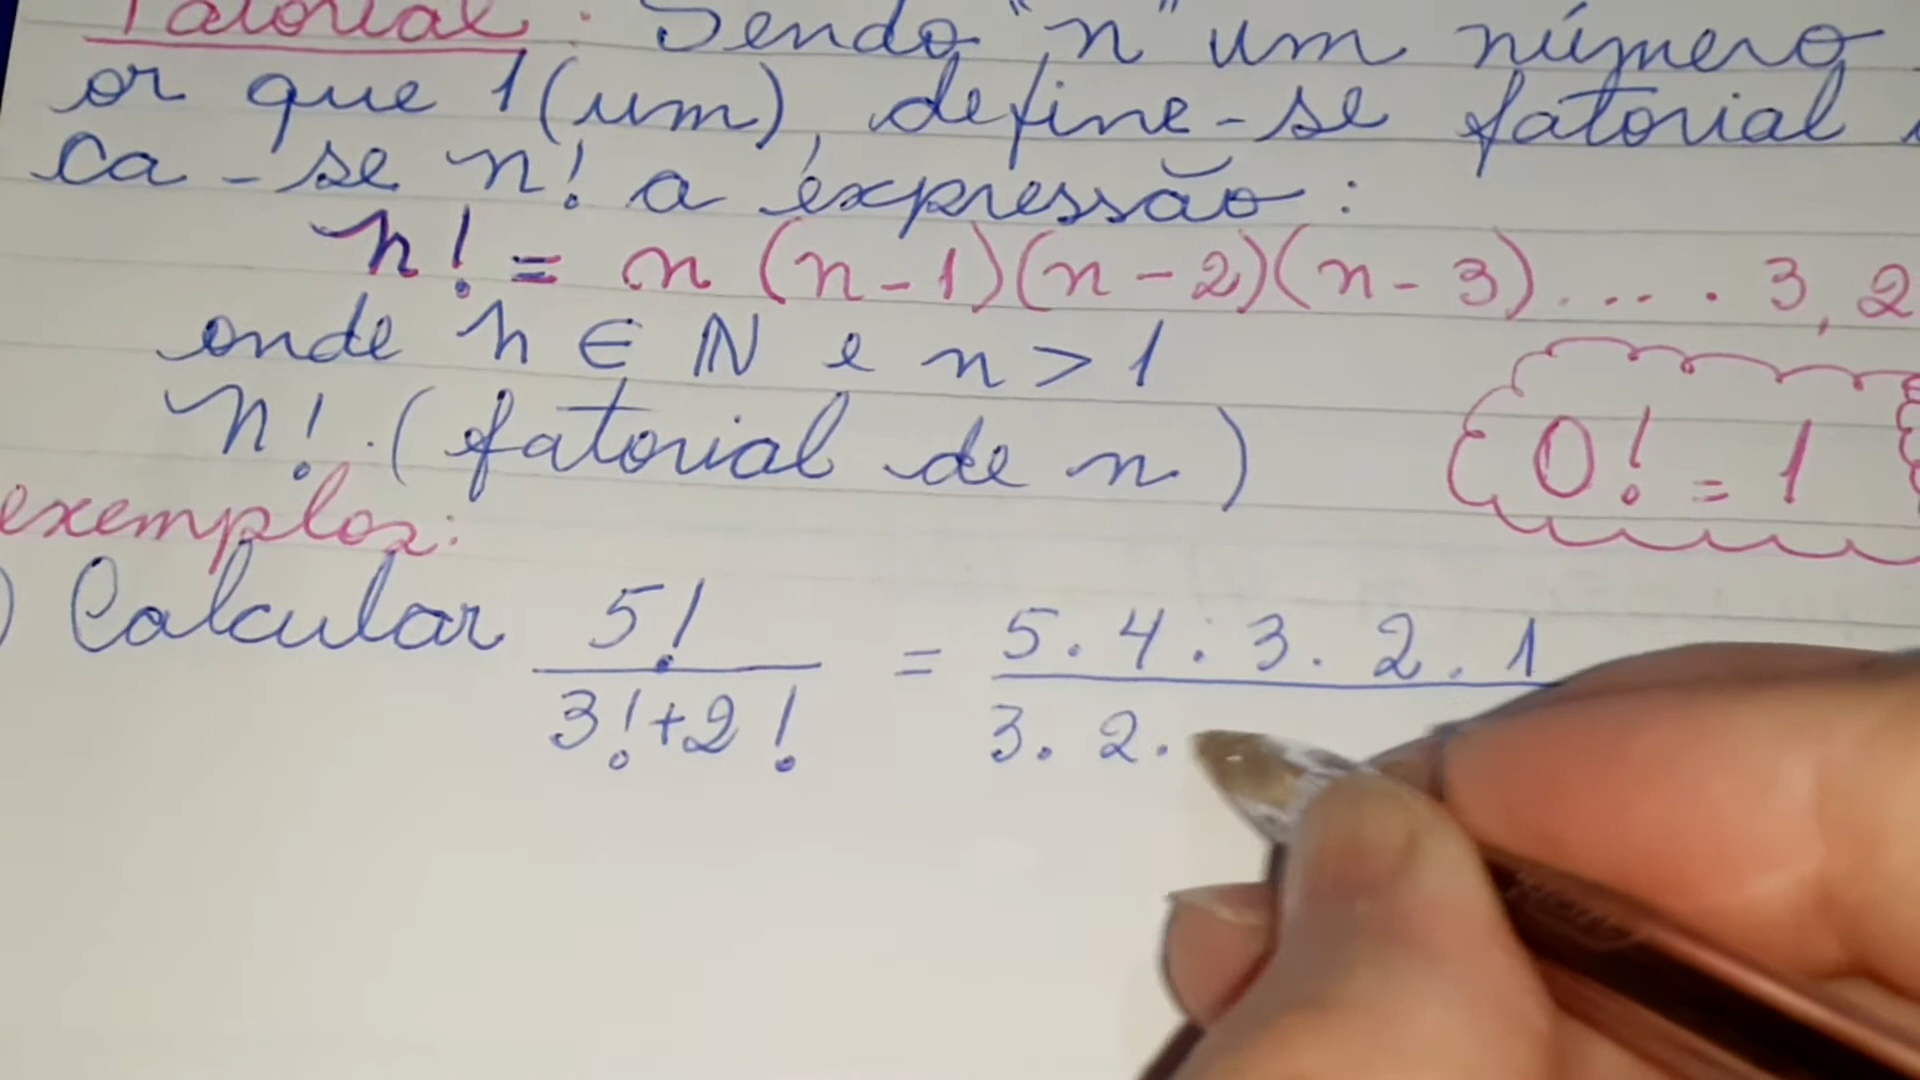 Fatorial: Sendo "n" um número
or que 1 (um), define-se fatorial
ca-se n! a expressão:
n! = n (n-1)(n-2)(n-3). ... . 3, 2
onde n ∈ ℕ e n > 1
n! . (fatorial de n)
0! = 1
exemplos:
) Calcular 5! / 3! + 2! = 5 . 4 . 3 . 2 . 1 / 3 . 2 .